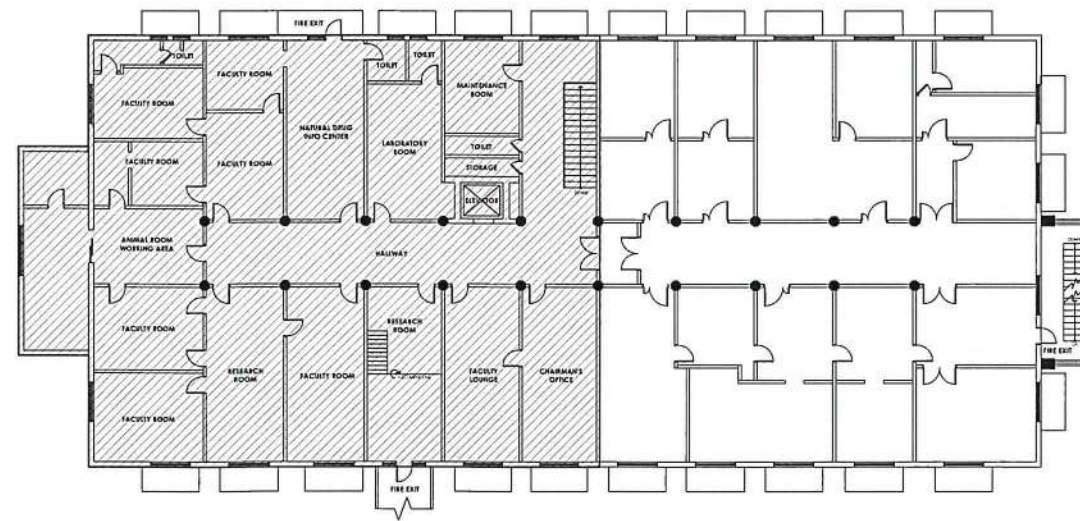 FIRE EXIT
TOILET
FACULTY ROOM
FACULTY ROOM
TOILET
TOILET
MAINTENANCE
ROOM
FACULTY ROOM
NATURAL DRUG
INFO CENTER
LABORATORY
ROOM
TOILET
FACULTY ROOM
FACULTY ROOM
STORAGE
ELEVATOR
ANIMAL ROOM
WORKING AREA
HALLWAY
FACULTY ROOM
RESEARCH
ROOM
FIRE EXIT
RESEARCH
ROOM
FACULTY ROOM
FACULTY
LOUNGE
CHAIRMAN'S
OFFICE
FACULTY ROOM
FIRE EXIT